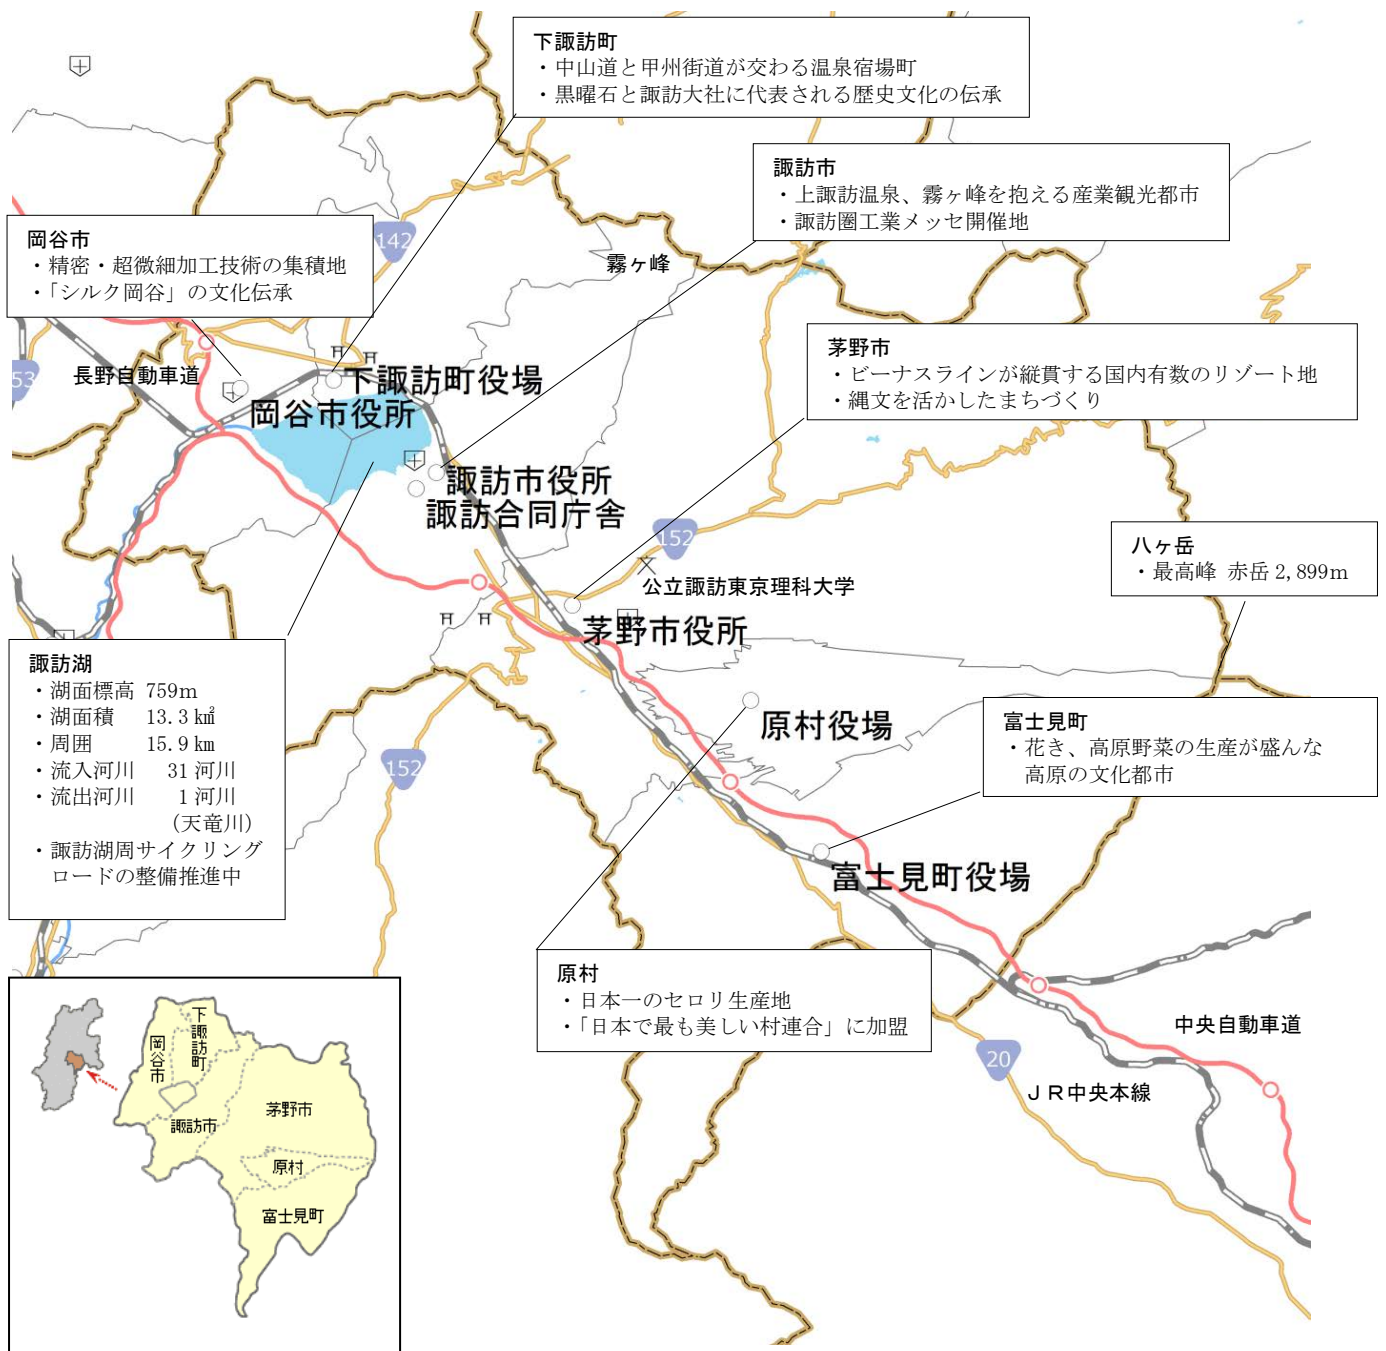 下諏訪町
・中山道と甲州街道が交わる温泉宿場町
・黒曜石と諏訪大社に代表される歴史文化の伝承
諏訪市
・上諏訪温泉、霧ヶ峰を抱える産業観光都市
・諏訪圏工業メッセ開催地
岡谷市
・精密・超微細加工技術の集積地
・「シルク岡谷」の文化伝承
142
霧ヶ峰
茅野市
・ビーナスラインが縦貫する国内有数のリゾート地
・縄文を活かしたまちづくり
53
長野自動車道
下諏訪町役場
岡谷市役所
諏訪市役所
諏訪合同庁舎
152
公立諏訪東京理科大学
八ヶ岳
・最高峰 赤岳 2,899m
茅野市役所
諏訪湖
・湖面標高 759m
・湖面積 13.3 ㎢
・周囲 15.9 ㎞
・流入河川 31 河川
・流出河川 1 河川
(天竜川)
・諏訪湖周サイクリング
ロードの整備推進中
152
原村役場
富士見町
・花き、高原野菜の生産が盛んな
高原の文化都市
富士見町役場
原村
・日本一のセロリ生産地
・「日本で最も美しい村連合」に加盟
中央自動車道
20
ＪＲ中央本線
下諏訪町
岡谷市
茅野市
諏訪市
原村
富士見町